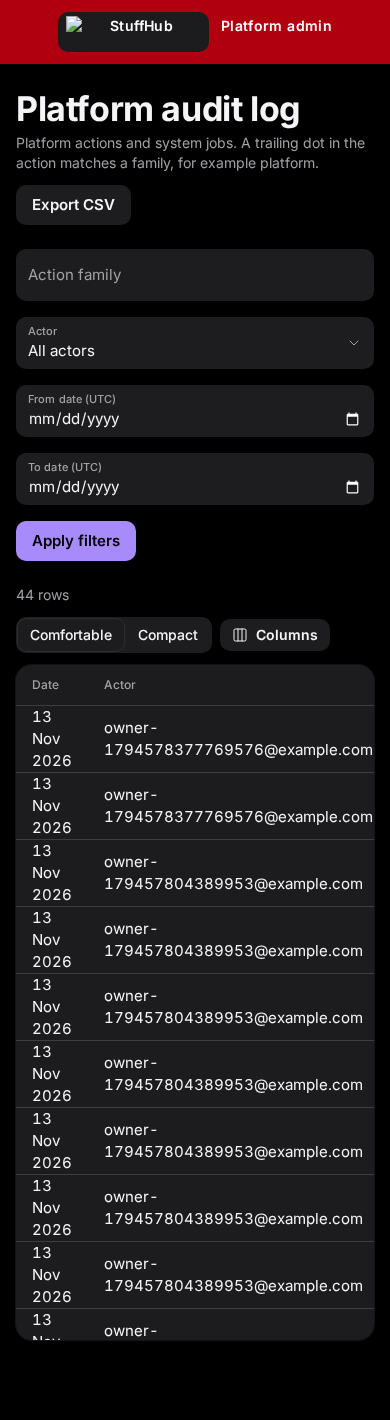 StuffHub
Platform admin
Platform audit log
Platform actions and system jobs. A trailing dot in the
action matches a family, for example platform.
Export CSV
Action family
Actor
All actors
From date (UTC)
mm/dd/yyyy
To date (UTC)
mm/dd/yyyy
Apply filters
44 rows
Comfortable Compact Columns
Date Actor
13
Nov
2026
owner-
1794578377769576@example.com
13
Nov
2026
owner-
1794578377769576@example.com
13
Nov
2026
owner-
179457804389953@example.com
13
Nov
2026
owner-
179457804389953@example.com
13
Nov
2026
owner-
179457804389953@example.com
13
Nov
2026
owner-
179457804389953@example.com
13
Nov
2026
owner-
179457804389953@example.com
13
Nov
2026
owner-
179457804389953@example.com
13
Nov
2026
owner-
179457804389953@example.com
13
Nov
owner-